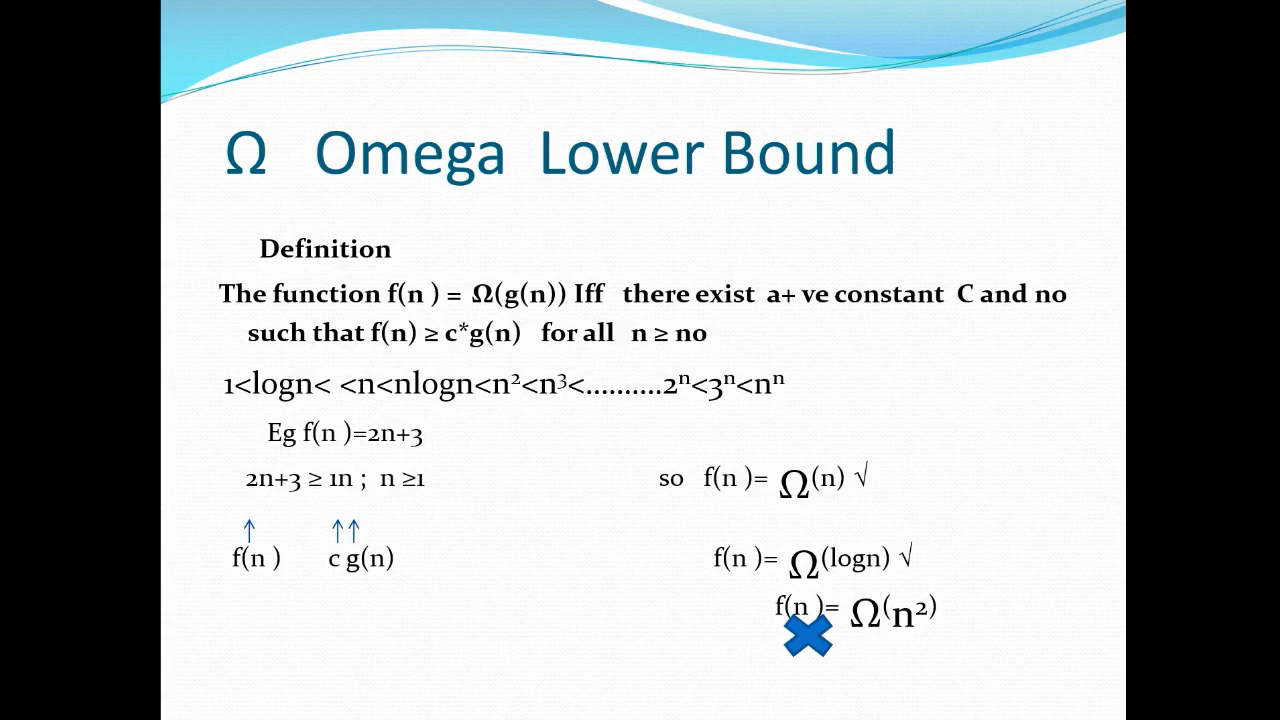 Ω Omega Lower Bound
Definition
The function f(n ) = Ω(g(n)) Iff there exist a+ ve constant C and no
such that f(n) ≥ c*g(n) for all n ≥ no
1<logn< <n<nlogn<n²<n³<..........2ⁿ<3ⁿ<nⁿ
Eg f(n )=2n+3
2n+3 ≥ 1n ; n ≥1 so f(n )= Ω(n) √
↑ ↑↑
f(n ) c g(n) f(n )= Ω(logn) √
f(n )= Ω(n²)